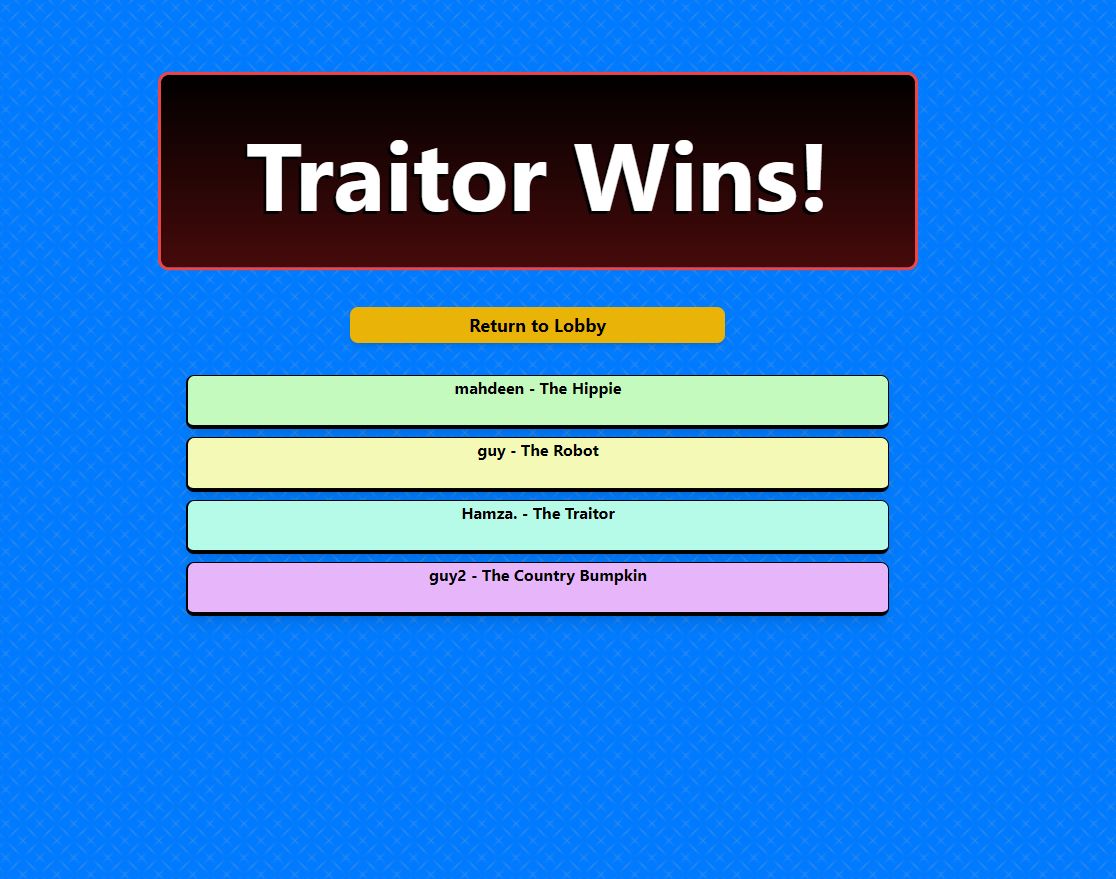 Traitor Wins!
Return to Lobby
mahdeen - The Hippie
guy - The Robot
Hamza. - The Traitor
guy2 - The Country Bumpkin